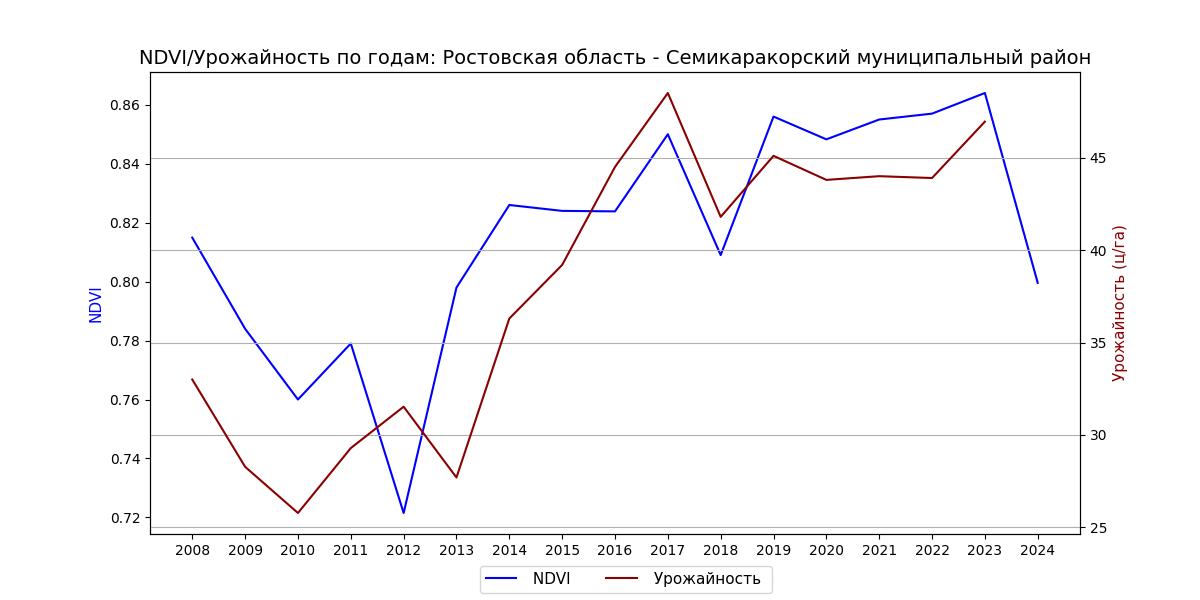 NDVI/Урожайность по годам: Ростовская область - Семикаракорский муниципальный район
0.86
0.84
0.82
0.80
0.78
0.76
0.74
0.72
NDVI
45
40
35
30
25
Урожайность (ц/га)
2008 2009 2010 2011 2012 2013 2014 2015 2016 2017 2018 2019 2020 2021 2022 2023 2024
NDVI Урожайность